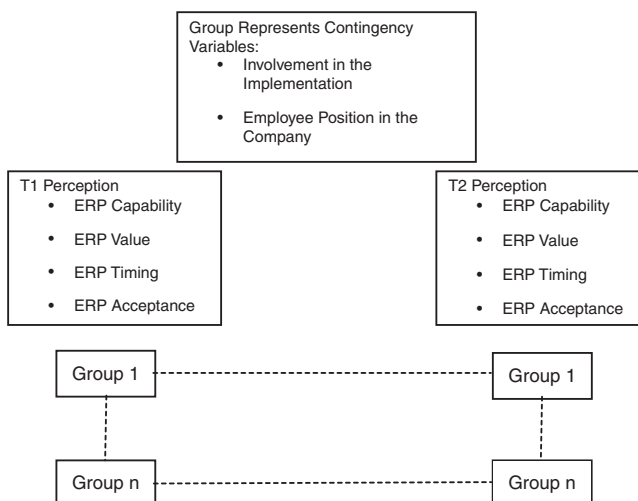 Group Represents Contingency
Variables:
• Involvement in the
Implementation
• Employee Position in the
Company
T1 Perception
• ERP Capability
• ERP Value
• ERP Timing
• ERP Acceptance
T2 Perception
• ERP Capability
• ERP Value
• ERP Timing
• ERP Acceptance
Group 1
Group 1
Group n
Group n